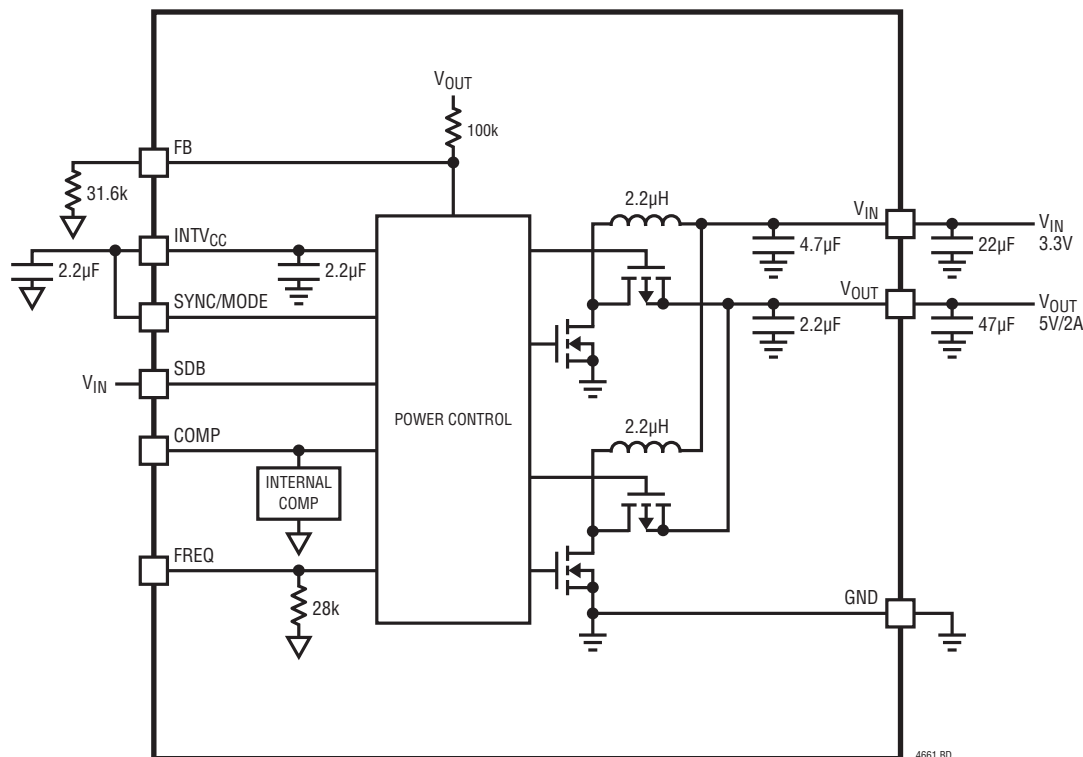 VOUT
100k
FB
31.6k
INTVCC
2.2µF
2.2µF
SYNC/MODE
SDB
VIN
COMP
INTERNAL
COMP
FREQ
28k
POWER CONTROL
2.2µH
VIN
4.7µF
22µF
VIN
3.3V
VOUT
2.2µF
47µF
VOUT
5V/2A
2.2µH
GND
4661 BD